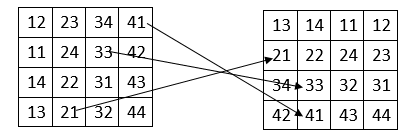 12 23 34 41
11 24 33 42
14 22 31 43
13 21 32 44
13 14 11 12
21 22 24 23
34 33 32 31
42 41 43 44